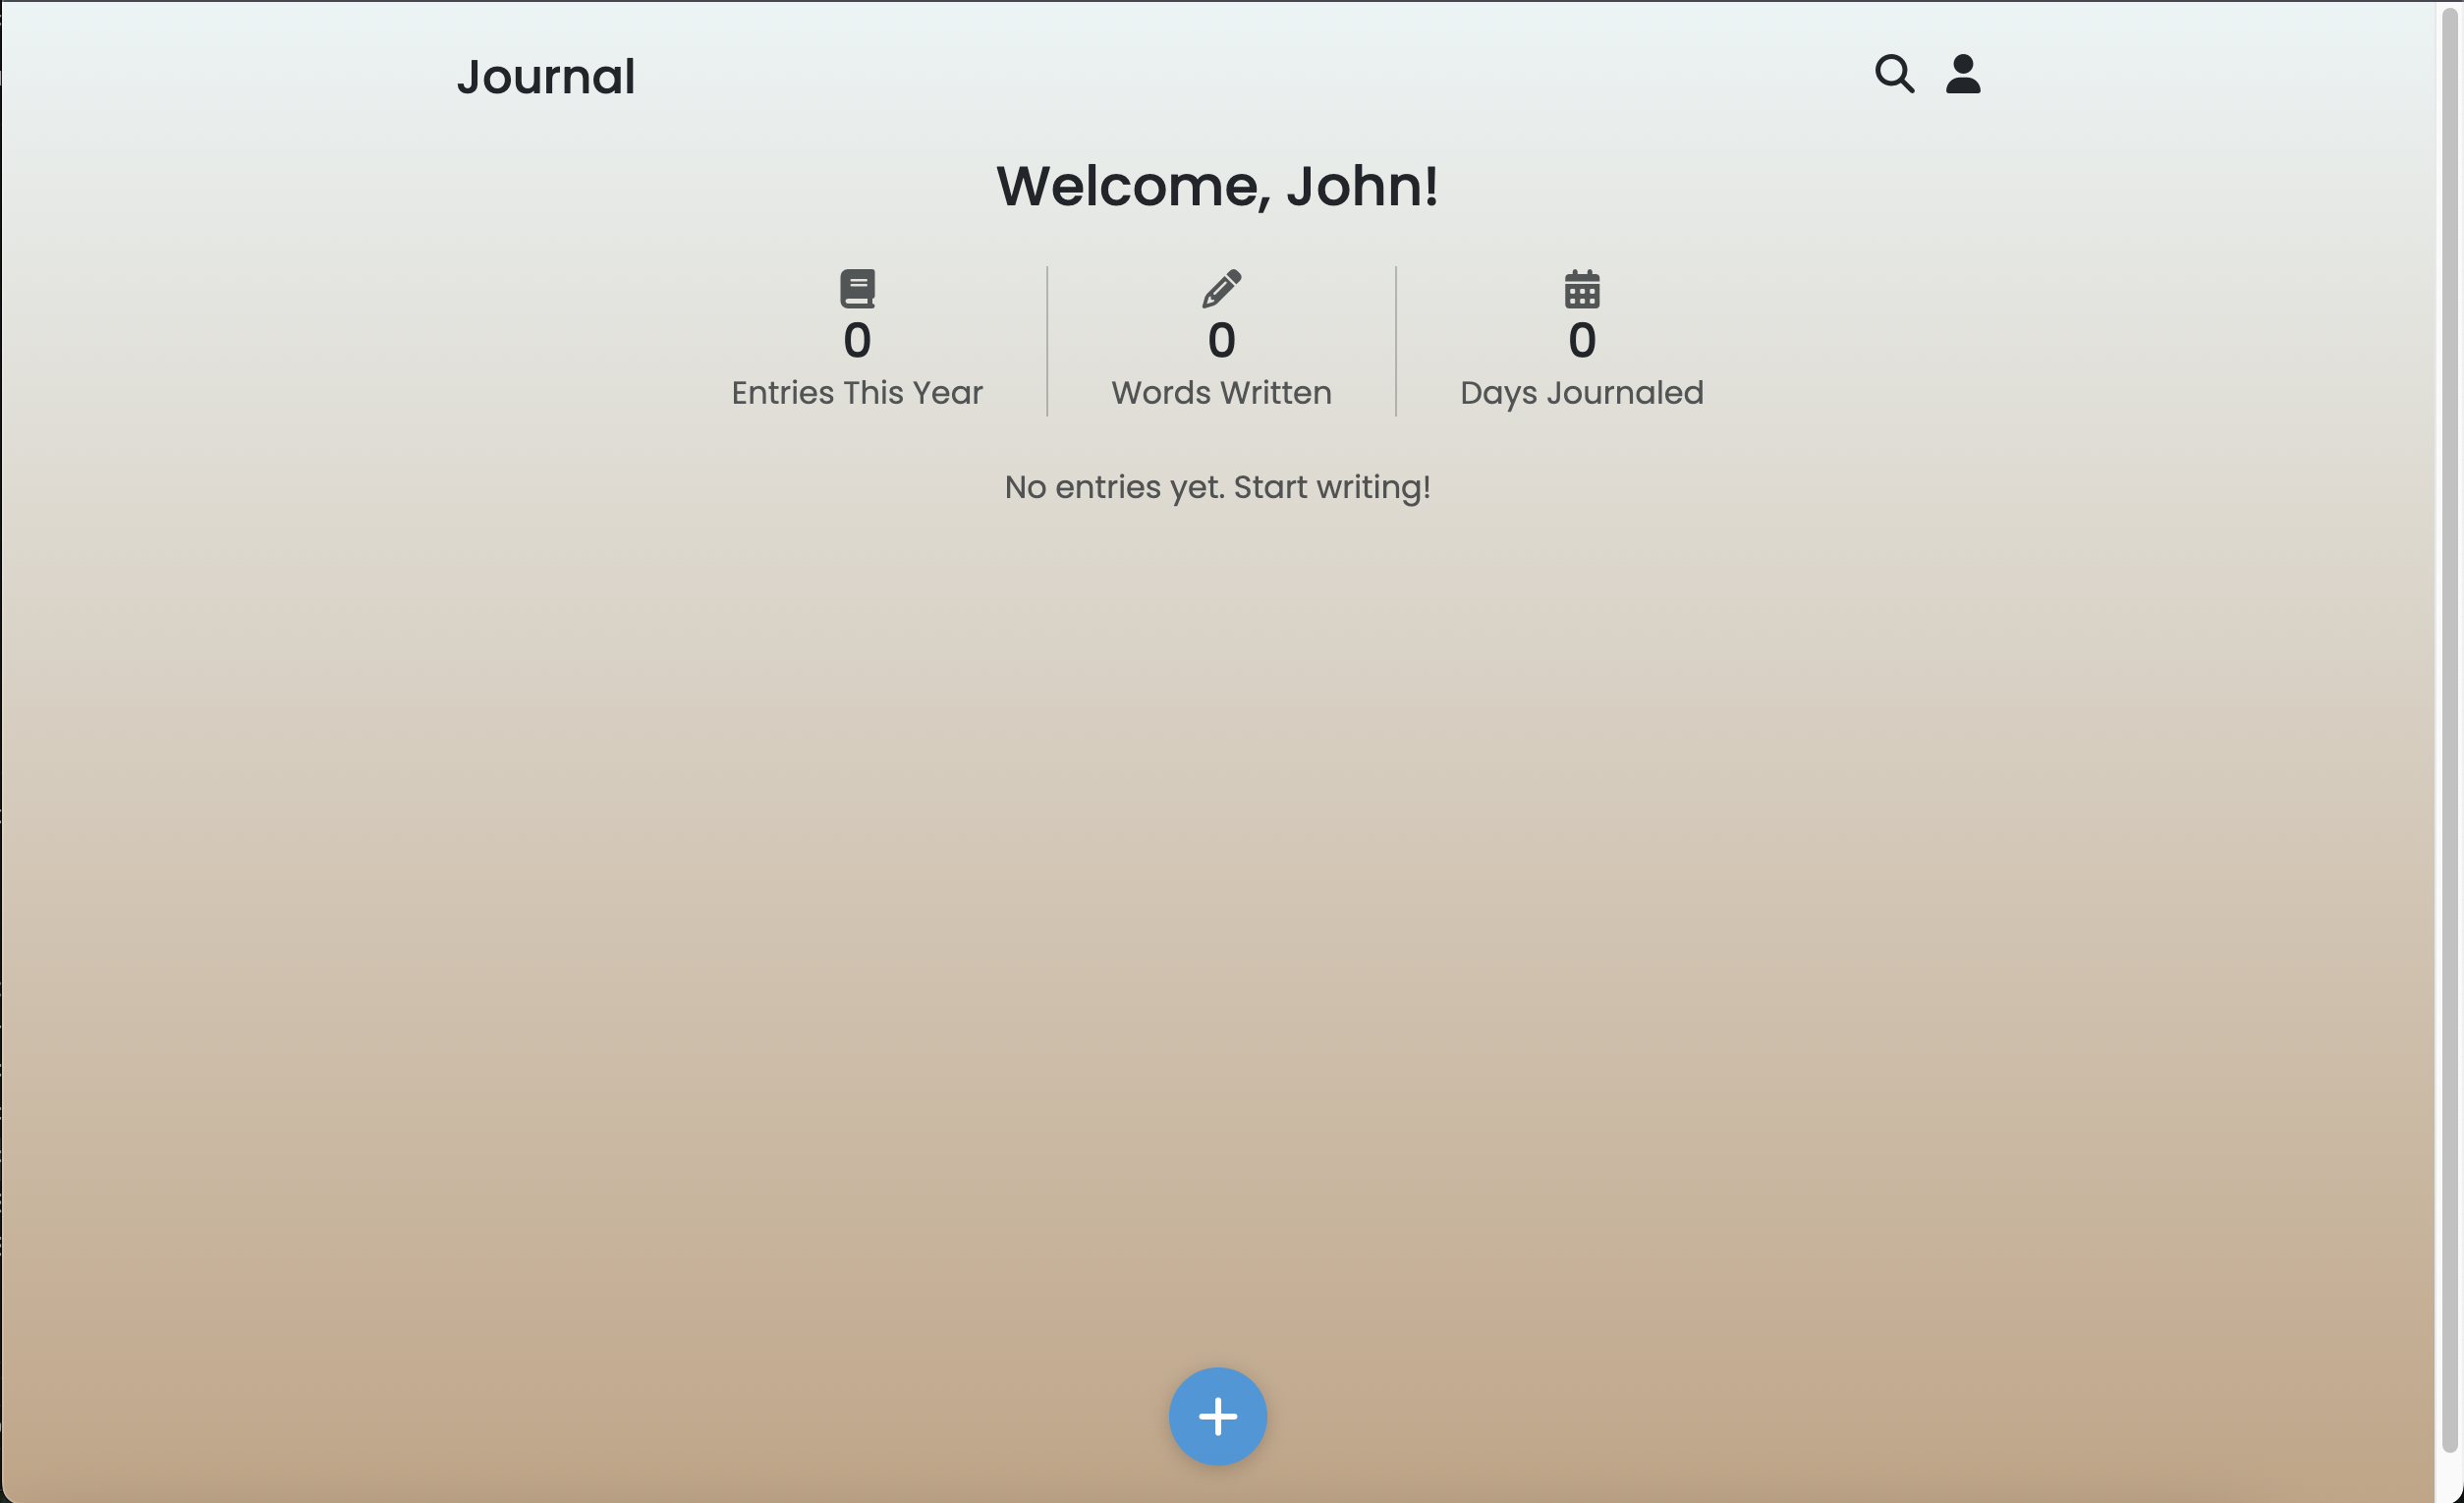 Journal
Welcome, John!
0
Entries This Year
0
Words Written
0
Days Journaled
No entries yet. Start writing!